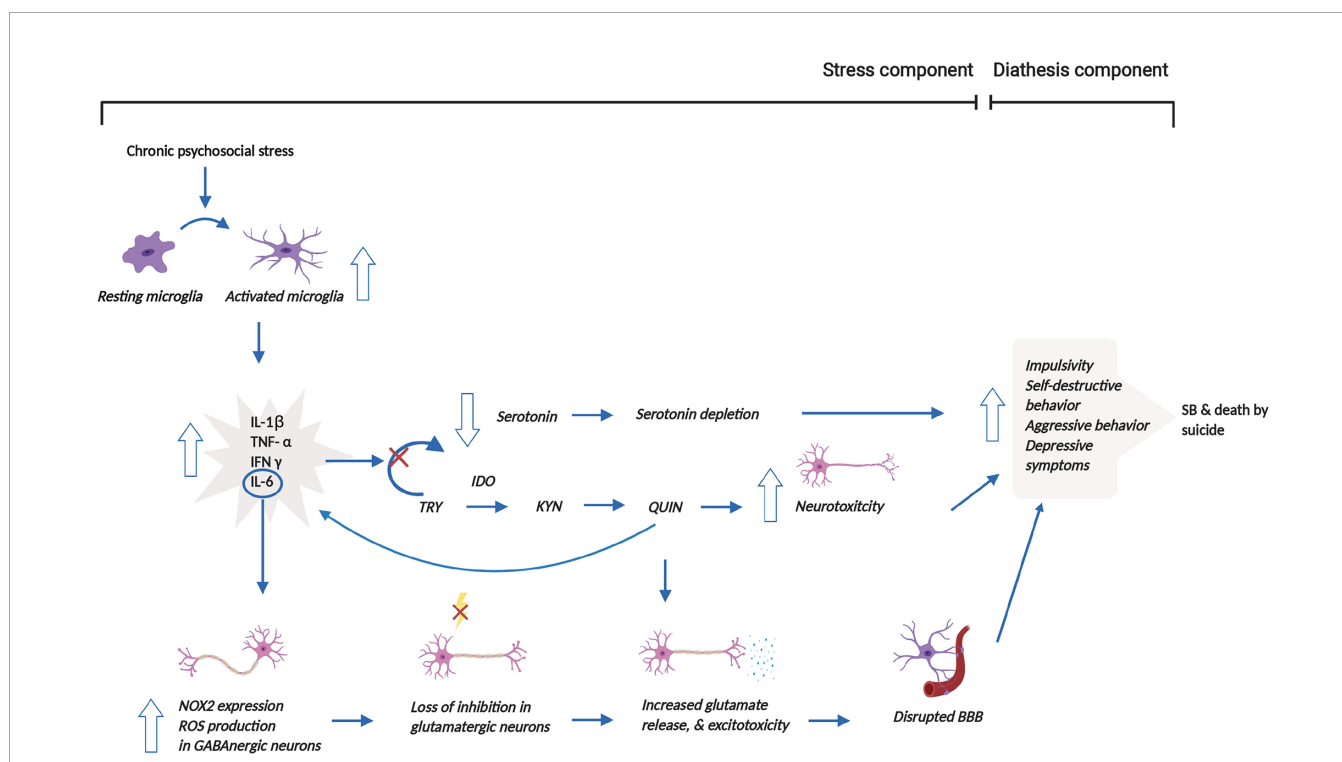 Stress component
Diathesis component
Chronic psychosocial stress
Resting microglia
Activated microglia
IL-1β
TNF- α
IFN γ
IL-6
Serotonin
Serotonin depletion
IDO
TRY
KYN
QUIN
Neurotoxitcity
Impulsivity
Self-destructive
behavior
Aggressive behavior
Depressive
symptoms
SB & death by
suicide
NOX2 expression
ROS production
in GABAnergic neurons
Loss of inhibition in
glutamatergic neurons
Increased glutamate
release, & excitotoxicity
Disrupted BBB